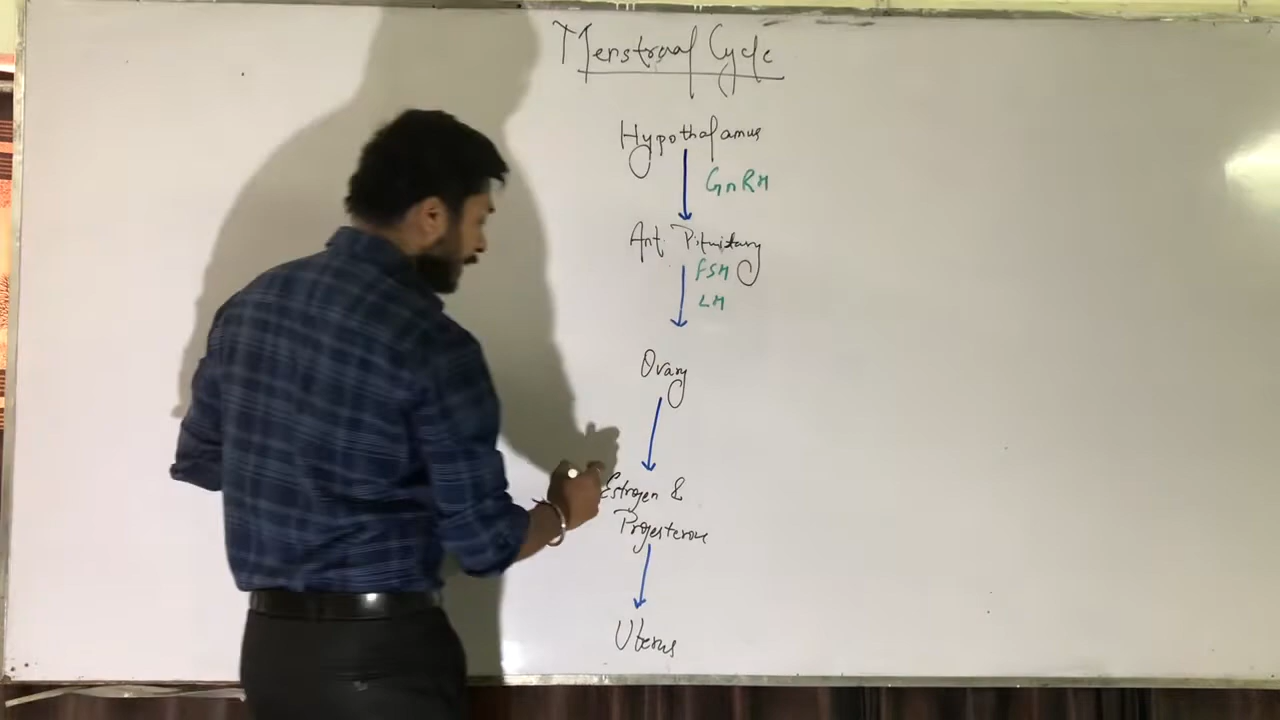 Menstrual Cycle
Hypothalamus
GnRH
Ant. Pituitary
FSH
LH
Ovary
Estrogen &
Progesterone
Uterus